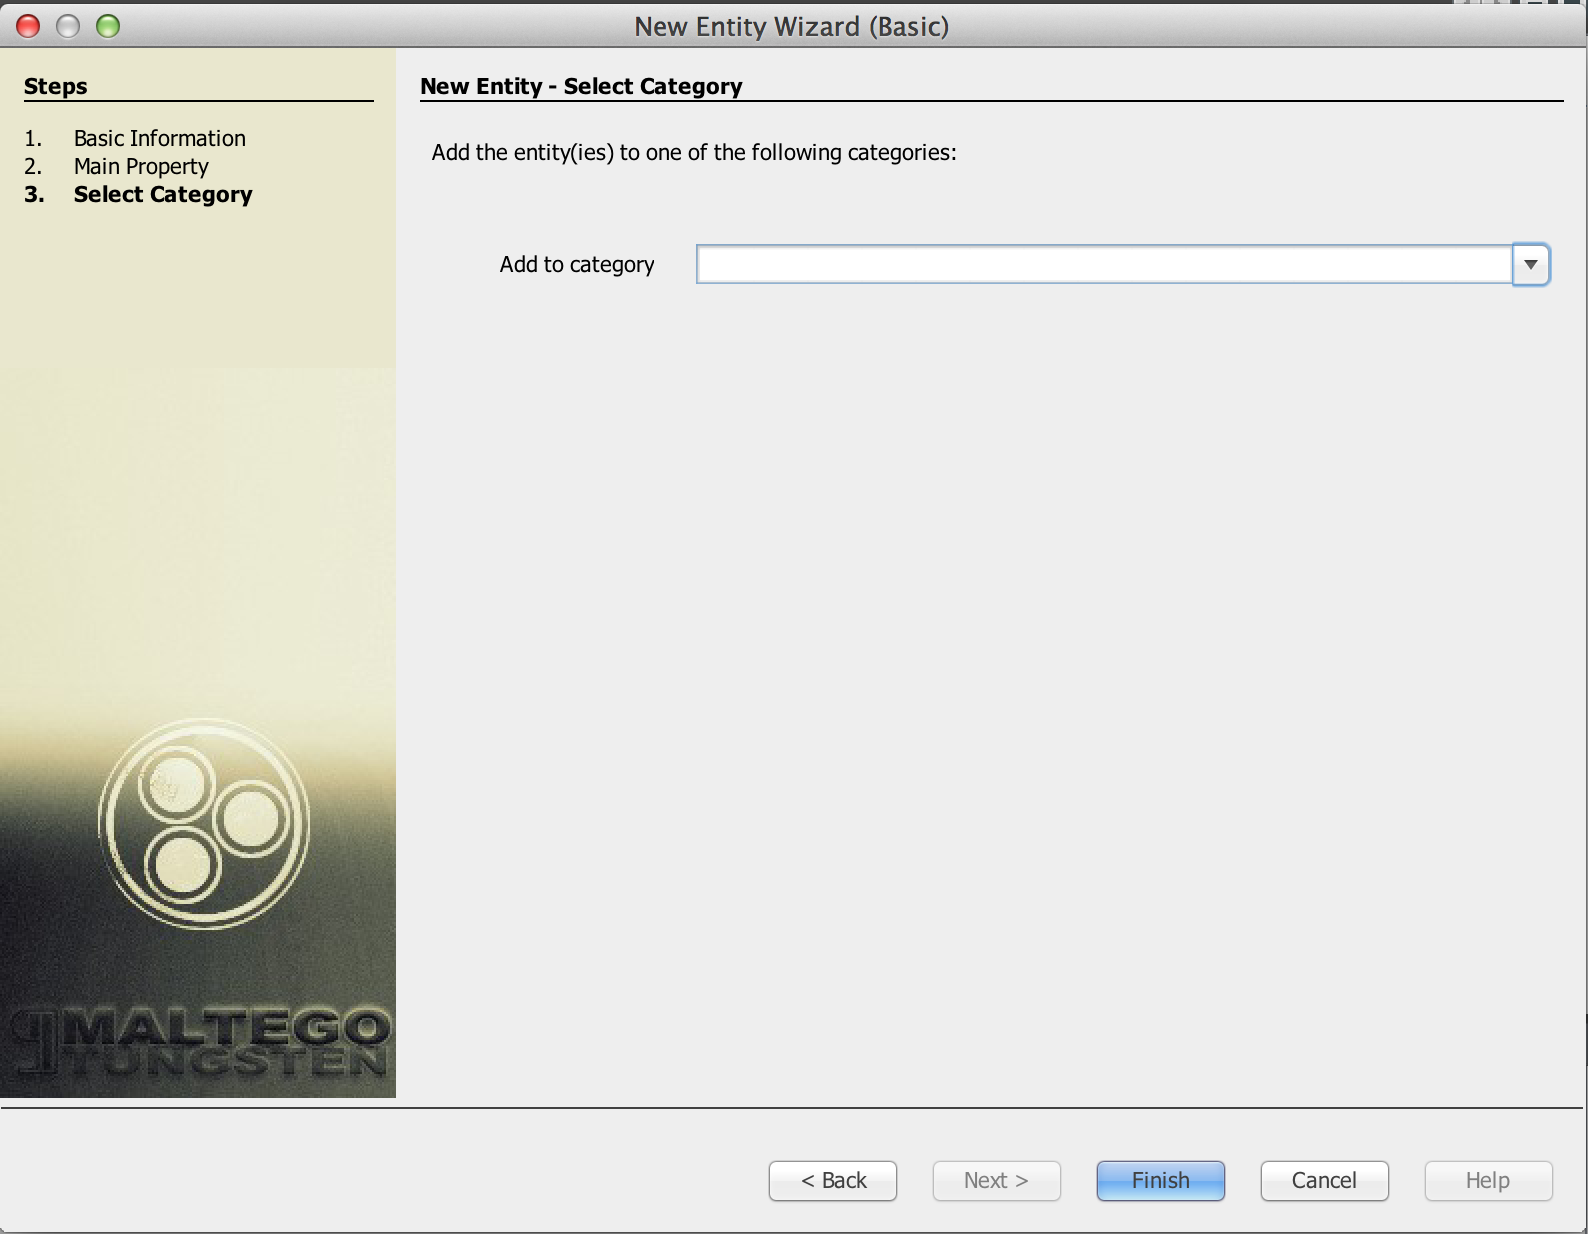 New Entity Wizard (Basic)
Steps
1. Basic Information
2. Main Property
3. Select Category
New Entity - Select Category
Add the entity(ies) to one of the following categories:
Add to category
MALTEGO
TUNGSTEN
< Back
Next >
Finish
Cancel
Help